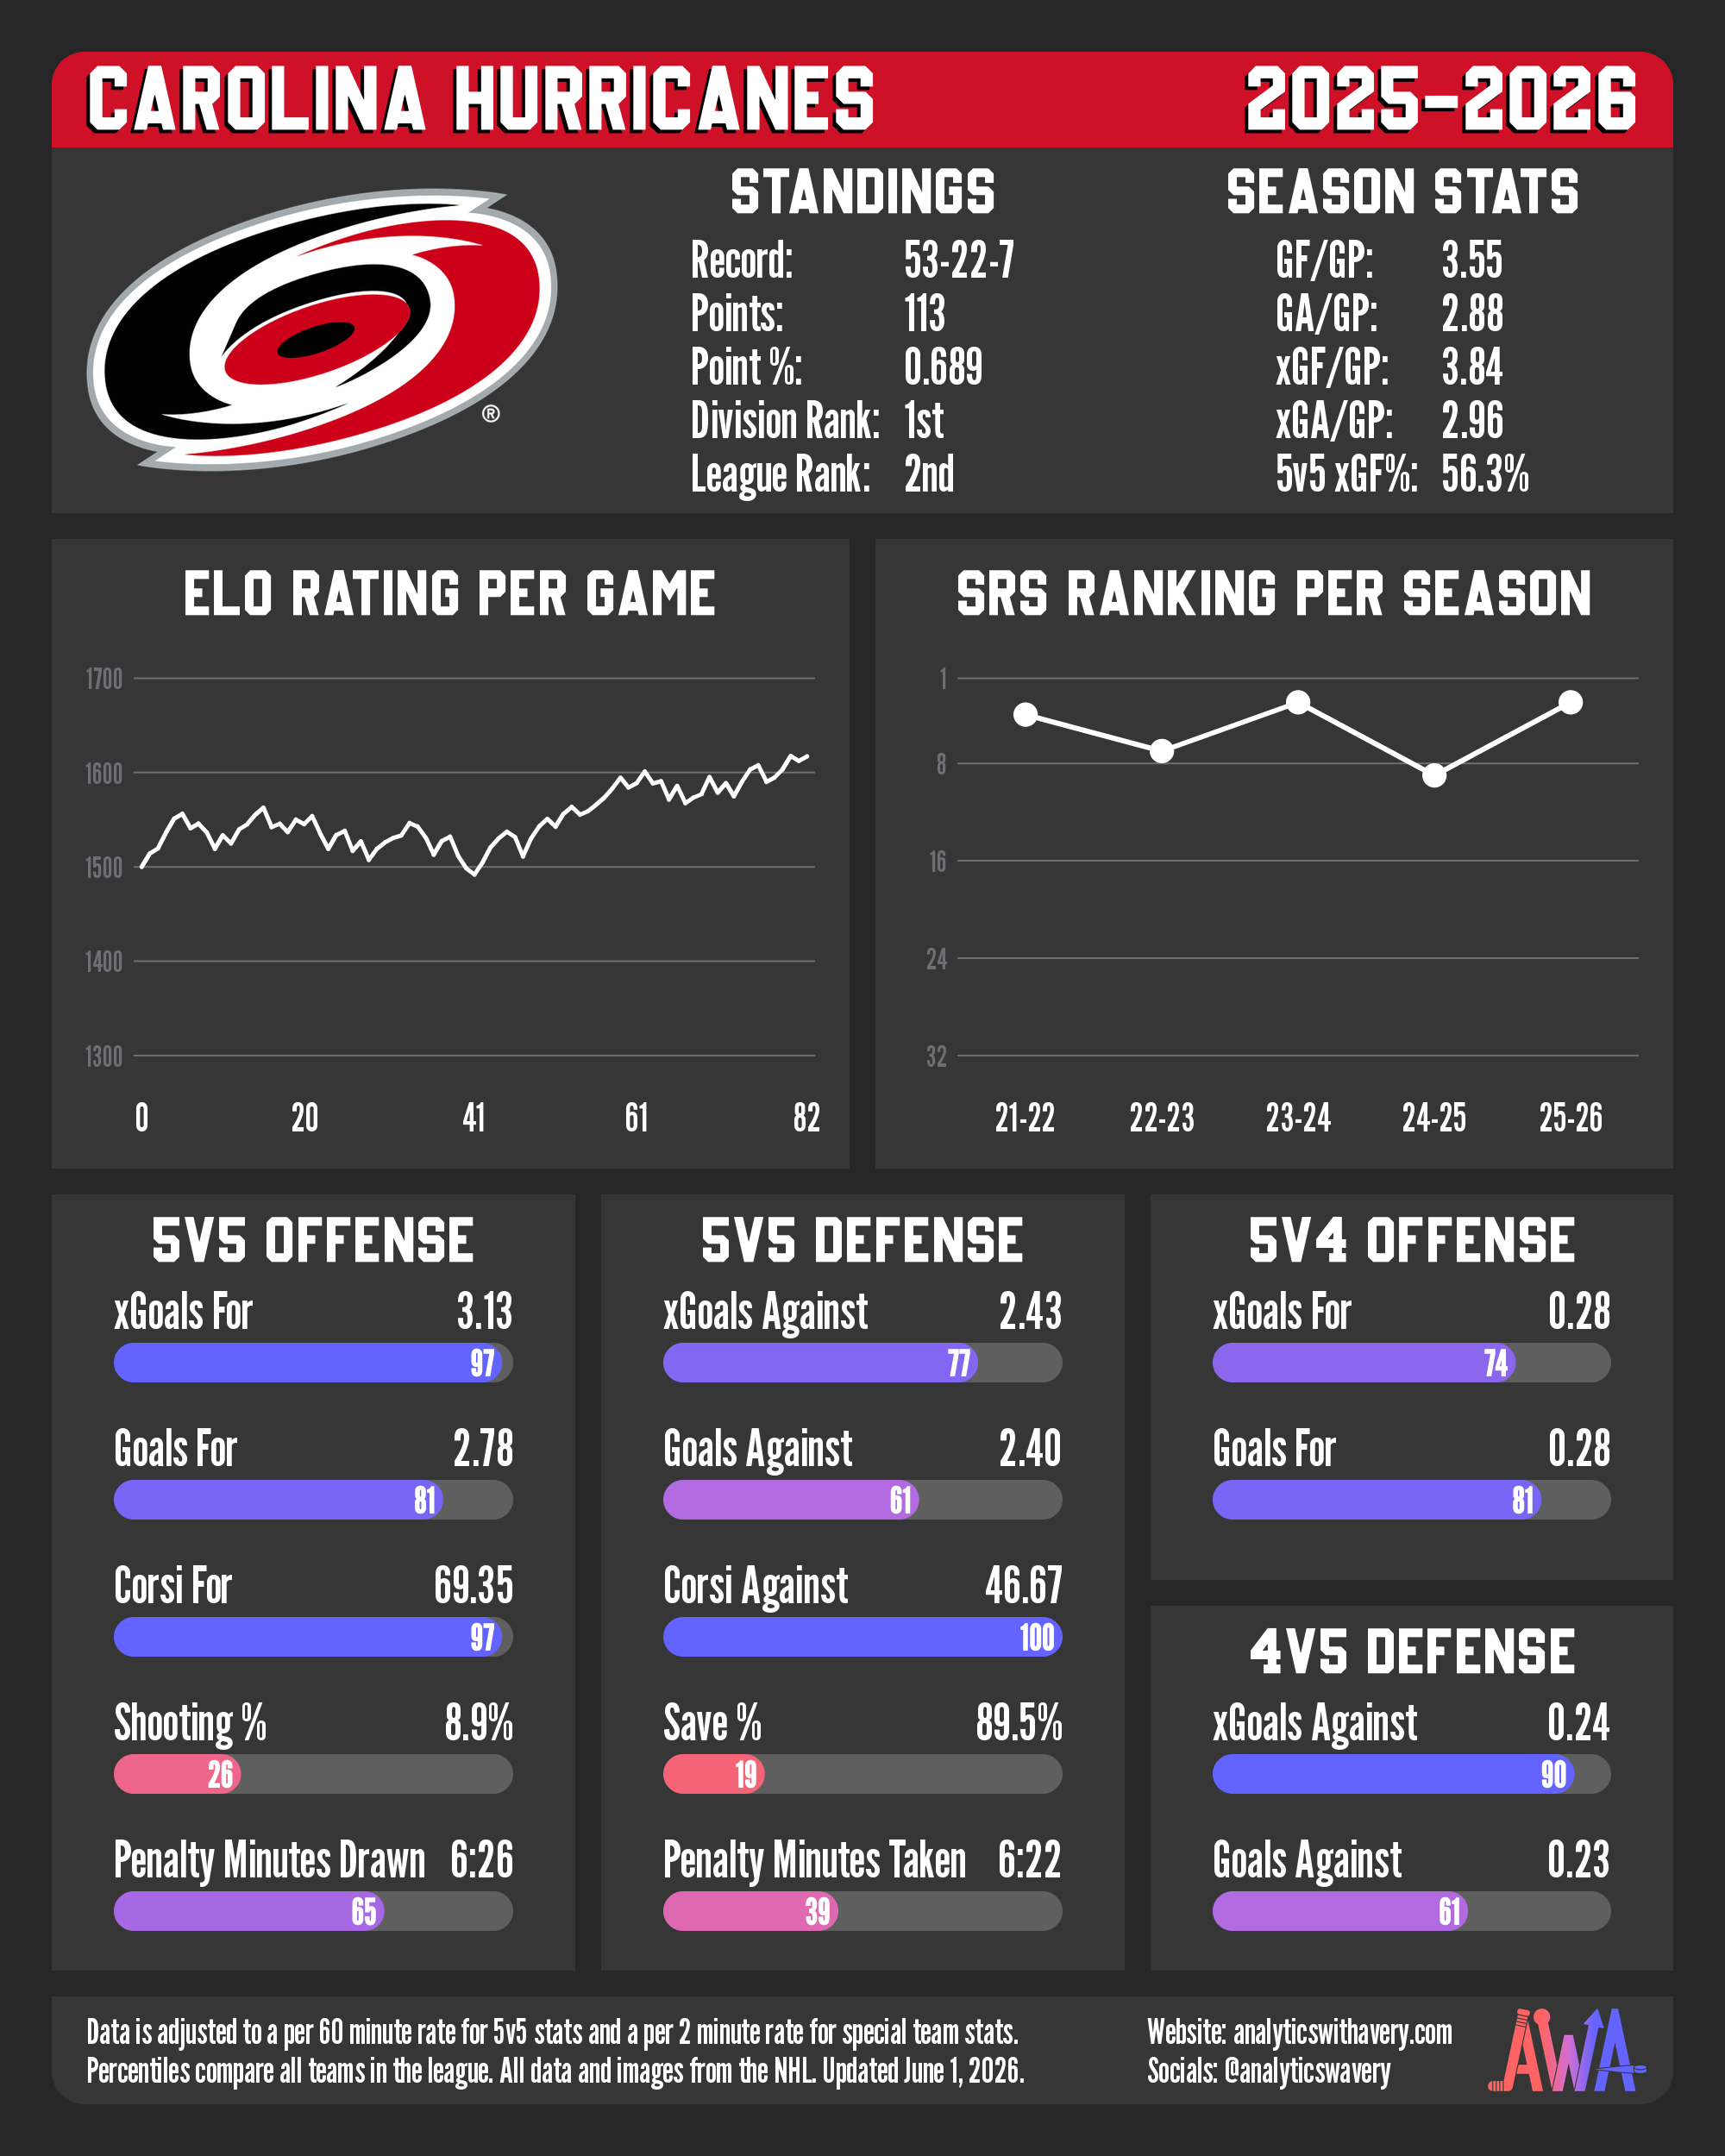 CAROLINA HURRICANES 2025-2026
STANDINGS
Record: 53-22-7
Points: 113
Point %: 0.689
Division Rank: 1st
League Rank: 2nd
SEASON STATS
GF/GP: 3.55
GA/GP: 2.88
xGF/GP: 3.84
xGA/GP: 2.96
5v5 xGF%: 56.3%
®
ELO RATING PER GAME
1700
1600
1500
1400
1300
0 20 41 61 82
SRS RANKING PER SEASON
1
8
16
24
32
21-22 22-23 23-24 24-25 25-26
5V5 OFFENSE
xGoals For 3.13
97
Goals For 2.78
81
Corsi For 69.35
97
Shooting % 8.9%
26
Penalty Minutes Drawn 6:26
65
5V5 DEFENSE
xGoals Against 2.43
77
Goals Against 2.40
61
Corsi Against 46.67
100
Save % 89.5%
19
Penalty Minutes Taken 6:22
39
5V4 OFFENSE
xGoals For 0.28
74
Goals For 0.28
81
4V5 DEFENSE
xGoals Against 0.24
90
Goals Against 0.23
61
Data is adjusted to a per 60 minute rate for 5v5 stats and a per 2 minute rate for special team stats.
Percentiles compare all teams in the league. All data and images from the NHL. Updated June 1, 2026.
Website: analyticswithavery.com
Socials: @analyticswavery
AWA